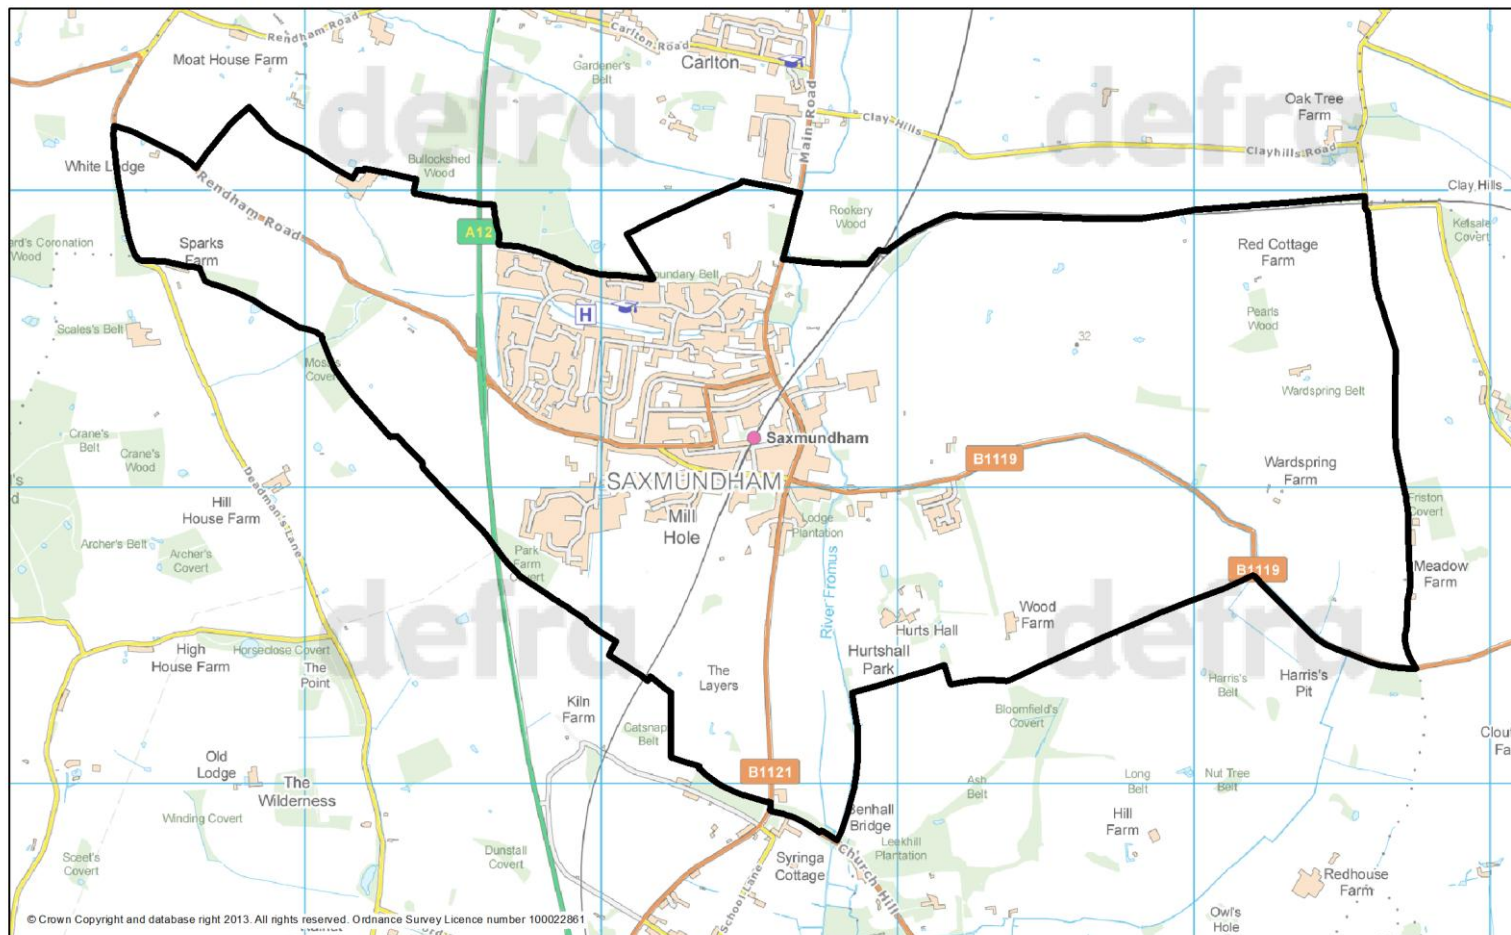 Rendham Road
Carlton Road
Moat House Farm
Gardener's
Belt
Carlton
Main Road
Oak Tree
Farm
defra
defra
Clay Hills
Clayhills Road
Bullockshed
Wood
White Lodge
Clay Hills
Rendham Road
Rookery
Wood
Kelsale
Covert
A12
Sparks
Farm
Red Cottage
Farm
ard's Coronation
Wood
oundary Belt
H
Pearls
Wood
Scales's Belt
32
Covert
Wardspring Belt
Crane's
Belt
Saxmundham
Crane's
Wood
B1119
Wardspring
Farm
Deadman's Lane
SAXMUNDHAM
Hill
House Farm
Mill
Hole
Lodge
Plantation
Friston
Covert
Archer's Belt
Archer's
Covert
Park
Farm
Covert
River Fromus
B1119
Meadow
Farm
defra
defra
Wood
Farm
Hurts Hall
High
House Farm
Horseclose Covert
The
Point
The
Layers
Hurtshall
Park
Harris's
Belt
Harris's
Pit
Kiln
Farm
Catsnap
Belt
Bloomfield's
Covert
Old
Lodge
The
Wilderness
B1121
Ash
Belt
Long
Belt
Nut Tree
Belt
Winding Covert
Benhall
Bridge
Hill
Farm
Sceet's
Covert
Dunstall
Covert
Leekhill
Plantation
Syringa
Cottage
Church Hill
School Lane
Redhouse
Farm
Owl's
Hole
© Crown Copyright and database right 2013. All rights reserved. Ordnance Survey Licence number 100022861